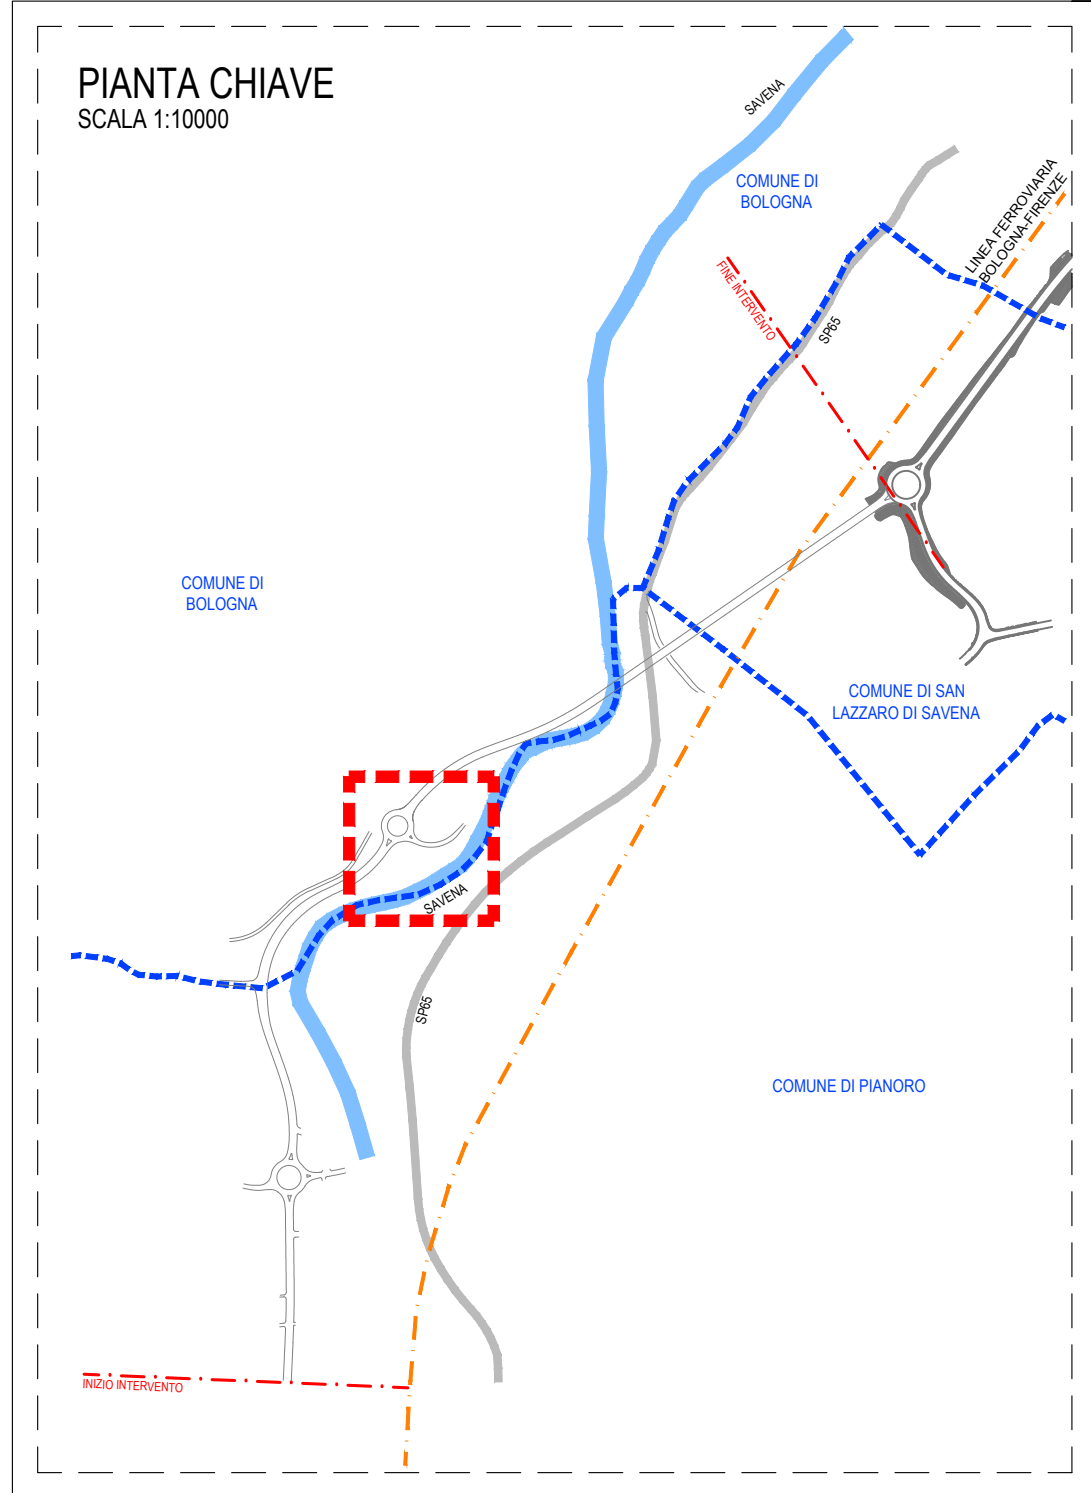 PIANTA CHIAVE
SCALA 1:10000
SAVENA
COMUNE DI
BOLOGNA
LINEA FERROVIARIA
BOLOGNA-FIRENZE
FINE INTERVENTO
SP65
COMUNE DI
BOLOGNA
COMUNE DI SAN
LAZZARO DI SAVENA
SAVENA
SP65
COMUNE DI PIANORO
INIZIO INTERVENTO